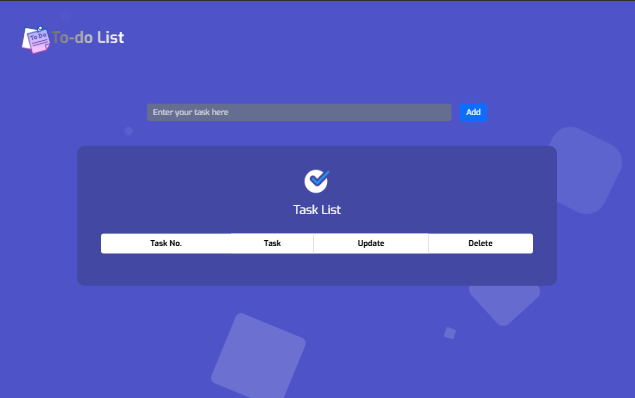 To Do
To-do List
Enter your task here
Add
Task List
Task No.
Task
Update
Delete